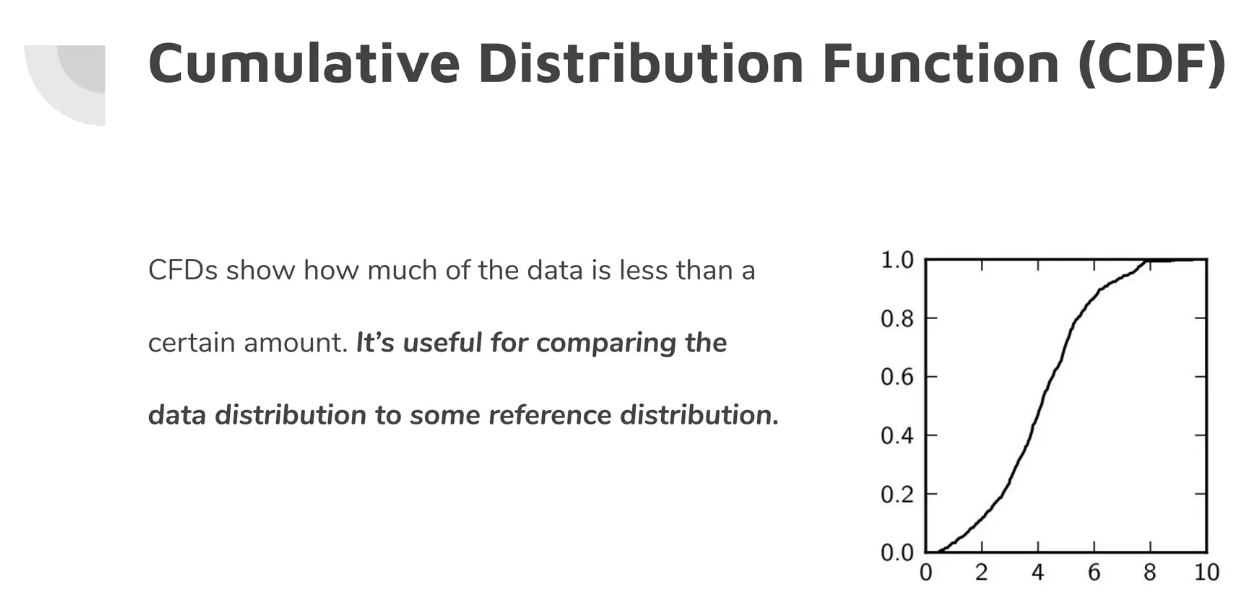 Cumulative Distribution Function (CDF)
CFDs show how much of the data is less than a
certain amount. It’s useful for comparing the
data distribution to some reference distribution.
1.0
0.8
0.6
0.4
0.2
0.0
0 2 4 6 8 10